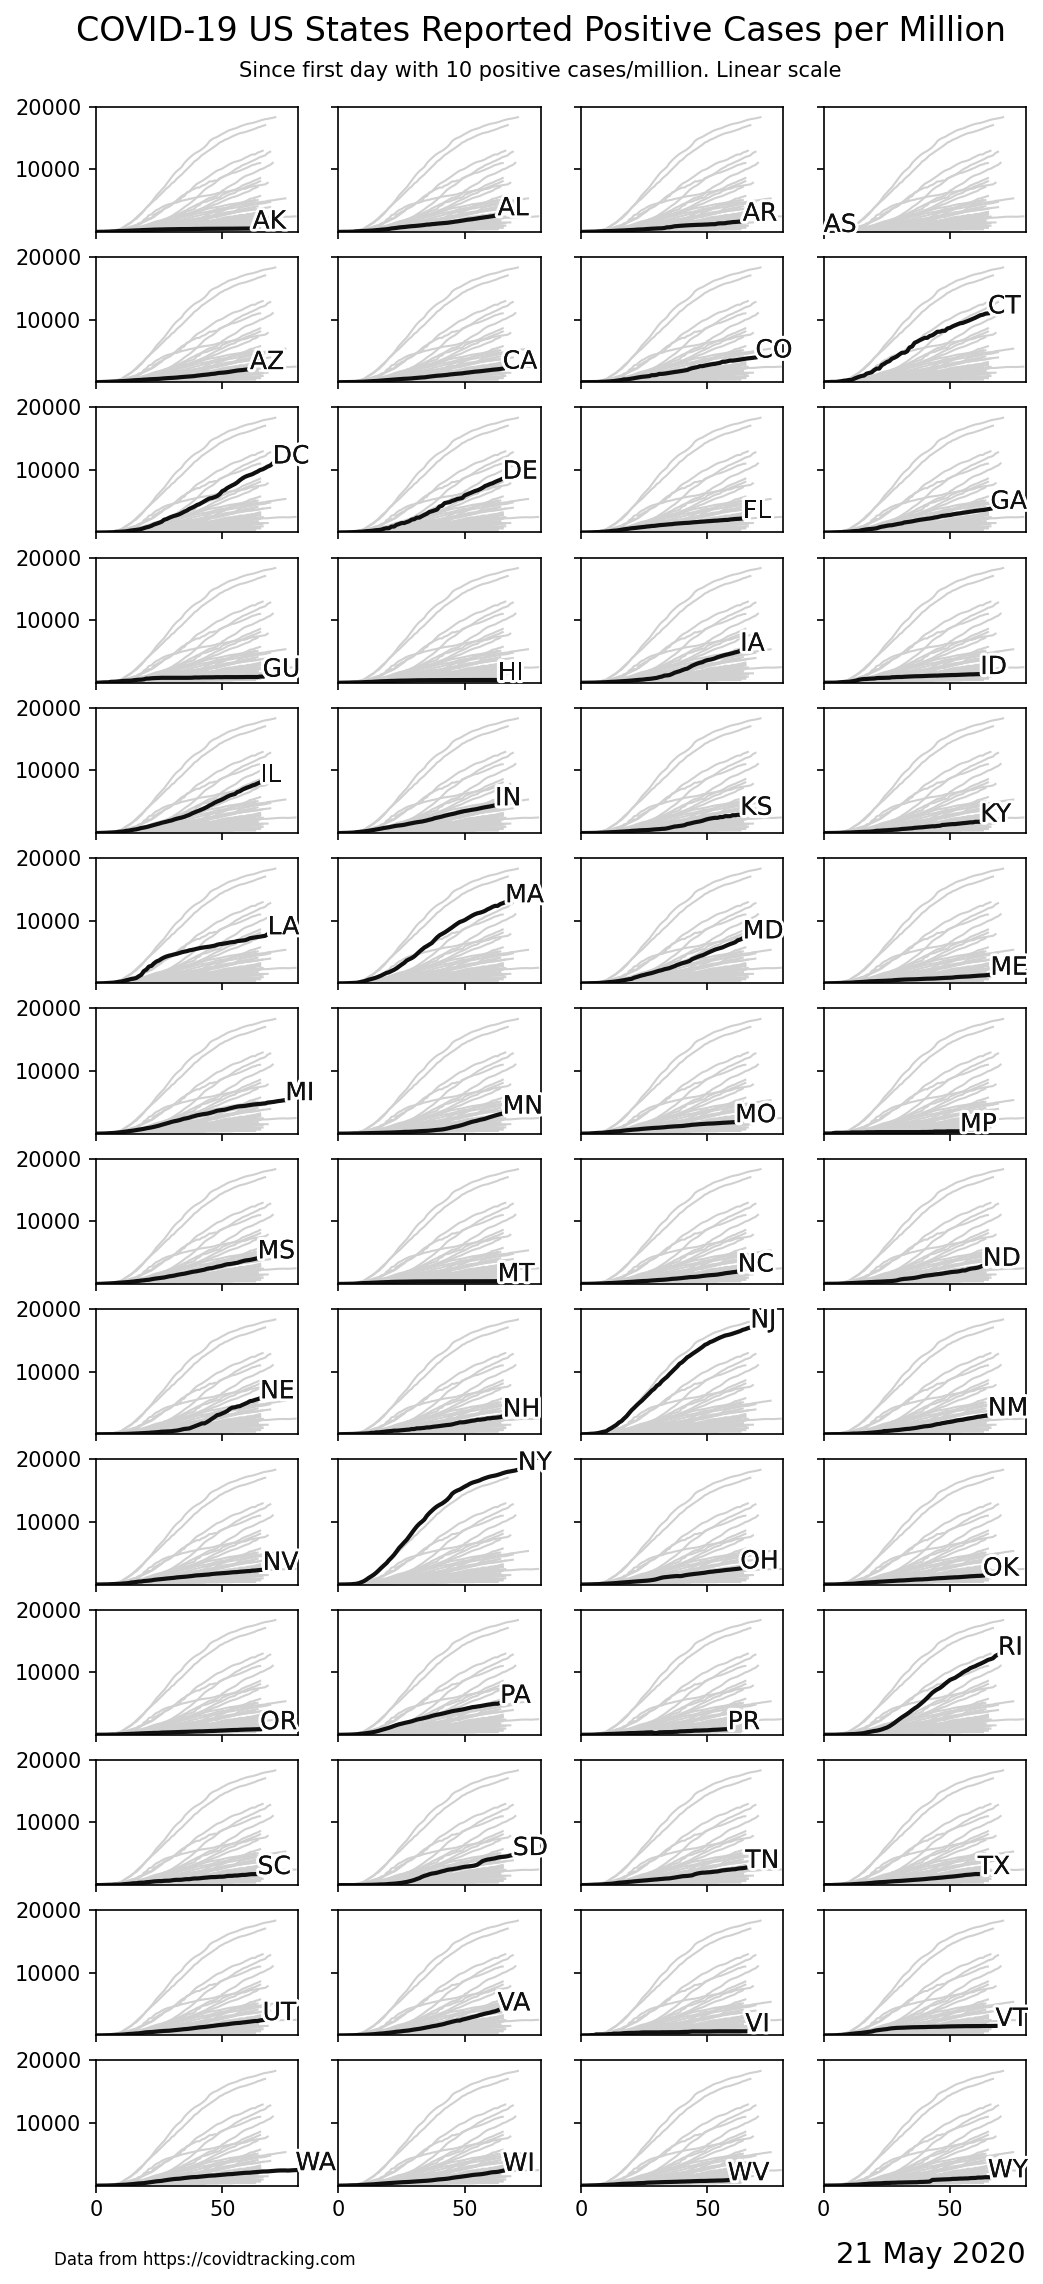 COVID-19 US States Reported Positive Cases per Million
Since first day with 10 positive cases/million. Linear scale
20000
10000
AK
AL
AR
AS
20000
10000
AZ
CA
CO
CT
20000
10000
DC
DE
FL
GA
20000
10000
GU
HI
IA
ID
20000
10000
IL
IN
KS
KY
20000
10000
LA
MA
MD
ME
20000
10000
MI
MN
MO
MP
20000
10000
MS
MT
NC
ND
20000
10000
NE
NH
NJ
NM
20000
10000
NV
NY
OH
OK
20000
10000
OR
PA
PR
RI
20000
10000
SC
SD
TN
TX
20000
10000
UT
VA
VI
VT
20000
10000
WA
WI
WV
WY
0 50 0 50 0 50 0 50
Data from https://covidtracking.com
21 May 2020